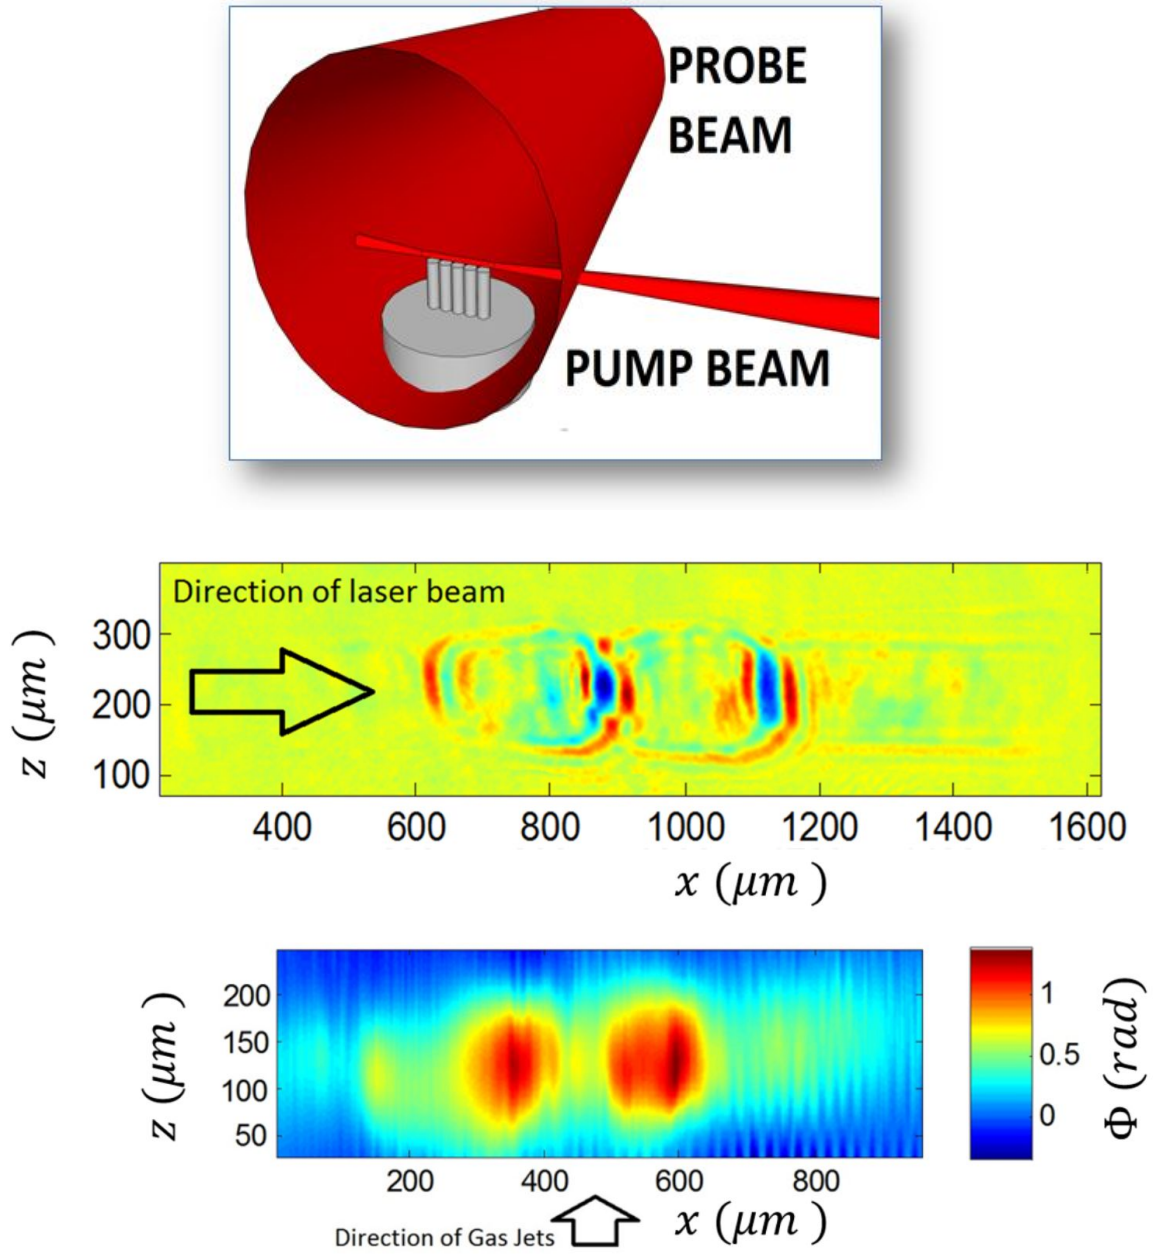 PROBE
BEAM
PUMP BEAM
Direction of laser beam
z (μm )
300
200
100
400 600 800 1000 1200 1400 1600
x (μm )
z (μm )
200
150
100
50
1
0.5
0
Φ (rad)
200 400 600 800
Direction of Gas Jets
x (μm )